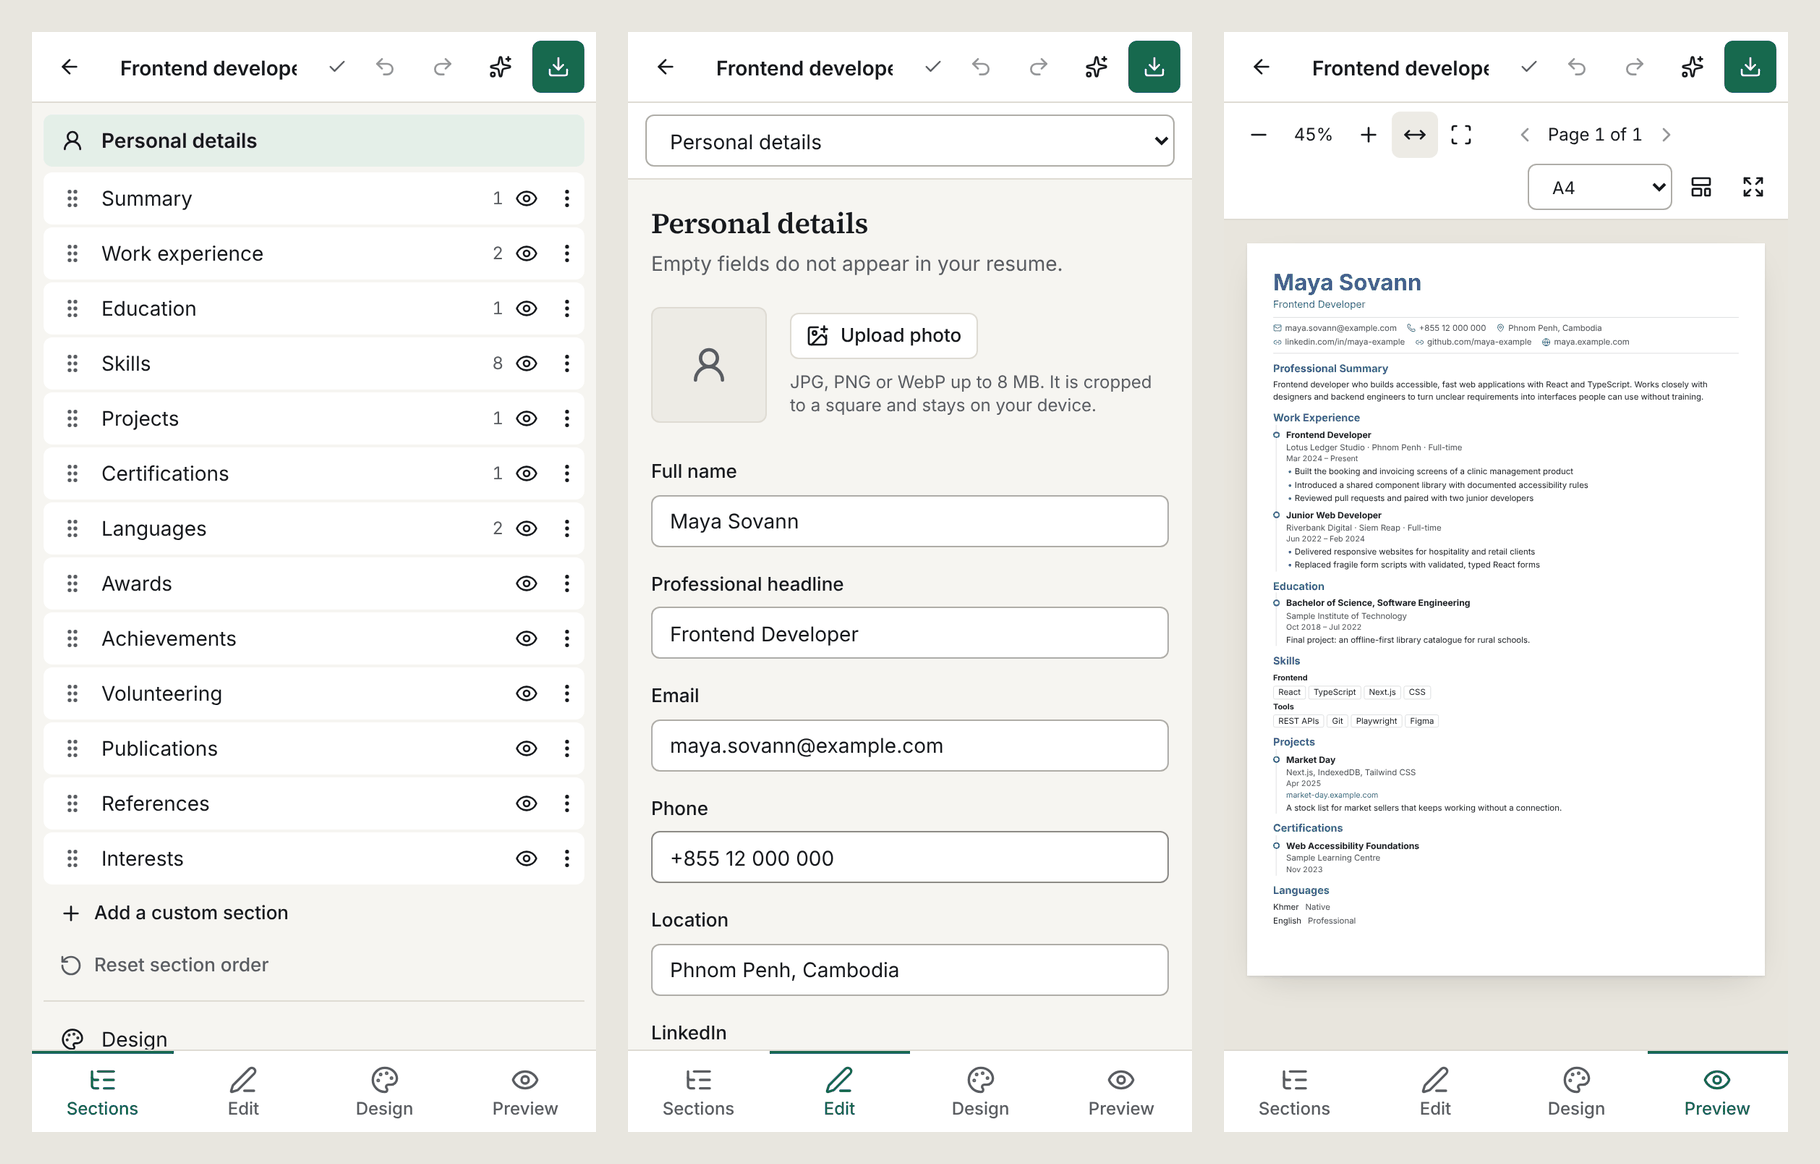 Frontend develope
Personal details
Summary 1
Work experience 2
Education 1
Skills 8
Projects 1
Certifications 1
Languages 2
Awards
Achievements
Volunteering
Publications
References
Interests
Add a custom section
Reset section order
Design
Sections Edit Design Preview
Frontend develope
Personal details
Personal details
Empty fields do not appear in your resume.
Upload photo
JPG, PNG or WebP up to 8 MB. It is cropped
to a square and stays on your device.
Full name
Maya Sovann
Professional headline
Frontend Developer
Email
maya.sovann@example.com
Phone
+855 12 000 000
Location
Phnom Penh, Cambodia
LinkedIn
Sections Edit Design Preview
Frontend develope
45% Page 1 of 1
A4
Maya Sovann
Frontend Developer
maya.sovann@example.com +855 12 000 000 Phnom Penh, Cambodia
linkedin.com/in/maya-example github.com/maya-example maya.example.com
Professional Summary
Frontend developer who builds accessible, fast web applications with React and TypeScript. Works closely with
designers and backend engineers to turn unclear requirements into interfaces people can use without training.
Work Experience
Frontend Developer
Lotus Ledger Studio · Phnom Penh · Full-time
Mar 2024 – Present
• Built the booking and invoicing screens of a clinic management product
• Introduced a shared component library with documented accessibility rules
• Reviewed pull requests and paired with two junior developers
Junior Web Developer
Riverbank Digital · Siem Reap · Full-time
Jun 2022 – Feb 2024
• Delivered responsive websites for hospitality and retail clients
• Replaced fragile form scripts with validated, typed React forms
Education
Bachelor of Science, Software Engineering
Sample Institute of Technology
Oct 2018 – Jul 2022
Final project: an offline-first library catalogue for rural schools.
Skills
Frontend
React TypeScript Next.js CSS
Tools
REST APIs Git Playwright Figma
Projects
Market Day
Next.js, IndexedDB, Tailwind CSS
Apr 2025
market-day.example.com
A stock list for market sellers that keeps working without a connection.
Certifications
Web Accessibility Foundations
Sample Learning Centre
Nov 2023
Languages
Khmer Native
English Professional
Sections Edit Design Preview